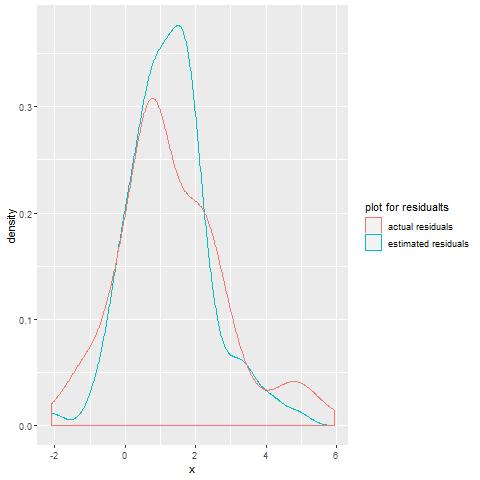 density
0.3
0.2
0.1
0.0
-2
0
2
4
6
x
plot for residualts
actual residuals
estimated residuals